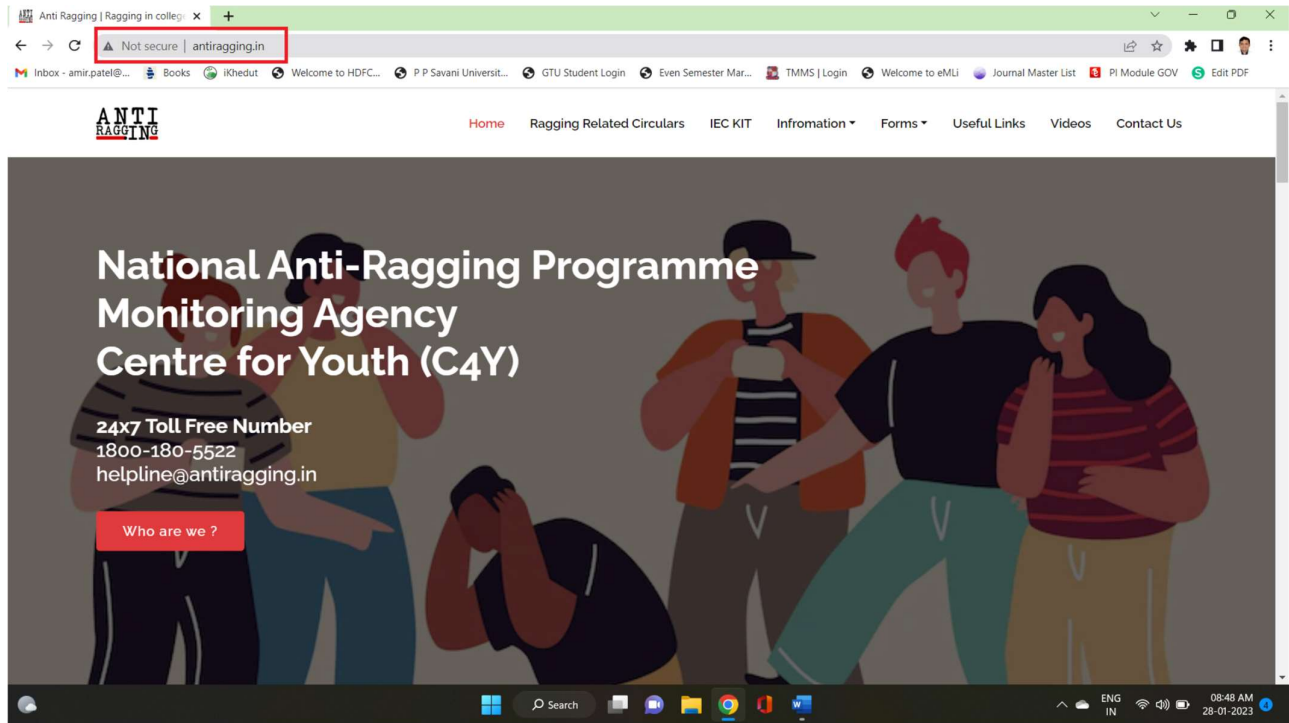 Anti Ragging | Ragging in colleg
Not secure | antiragging.in
Inbox - amir.patel@... Books iKhedut Welcome to HDFC... P P Savani Universit... GTU Student Login Even Semester Mar... TMMS | Login Welcome to eMLi Journal Master List PI Module GOV Edit PDF
ANTI
RAGGING
Home Ragging Related Circulars IEC KIT Infromation Forms Useful Links Videos Contact Us
National Anti-Ragging Programme
Monitoring Agency
Centre for Youth (C4Y)
24x7 Toll Free Number
1800-180-5522
helpline@antiragging.in
Who are we ?
Search
ENG
IN
08:48 AM
28-01-2023
4